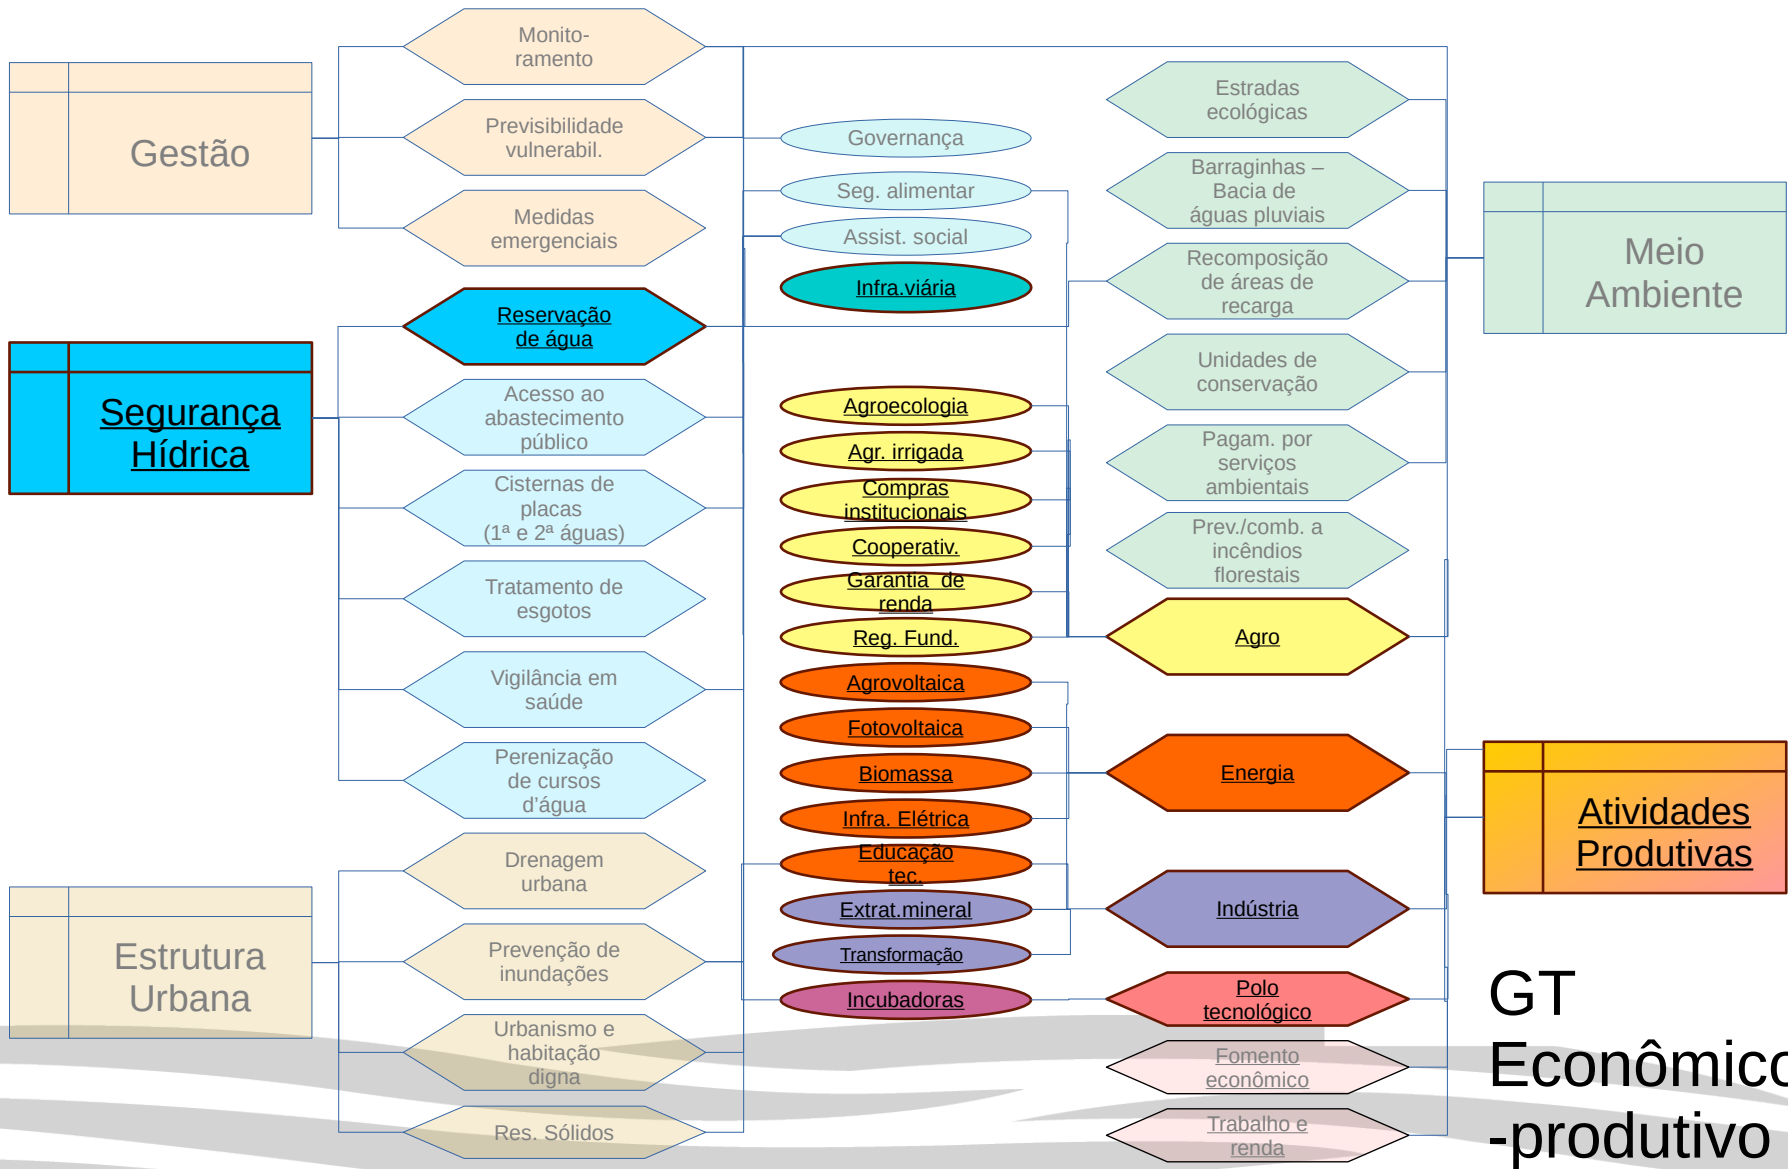 Gestão
Monito-
ramento
Previsibilidade
vulnerabil.
Medidas
emergenciais
Segurança
Hídrica
Reservação
de água
Acesso ao
abastecimento
público
Cisternas de
placas
(1ª e 2ª águas)
Tratamento de
esgotos
Vigilância em
saúde
Perenização
de cursos
d’água
Estrutura
Urbana
Drenagem
urbana
Prevenção de
inundações
Urbanismo e
habitação
digna
Res. Sólidos
Governança
Seg. alimentar
Assist. social
Infra.viária
Agroecologia
Agr. irrigada
Compras
institucionais
Cooperativ.
Garantia de
renda
Reg. Fund.
Agrovoltaica
Fotovoltaica
Biomassa
Infra. Elétrica
Educação
tec.
Extrat.mineral
Transformação
Incubadoras
Estradas
ecológicas
Barraginhas –
Bacia de
águas pluviais
Recomposição
de áreas de
recarga
Unidades de
conservação
Pagam. por
serviços
ambientais
Prev./comb. a
incêndios
florestais
Agro
Energia
Indústria
Polo
tecnológico
Fomento
econômico
Trabalho e
renda
Meio
Ambiente
Atividades
Produtivas
GT
Econômico
-produtivo